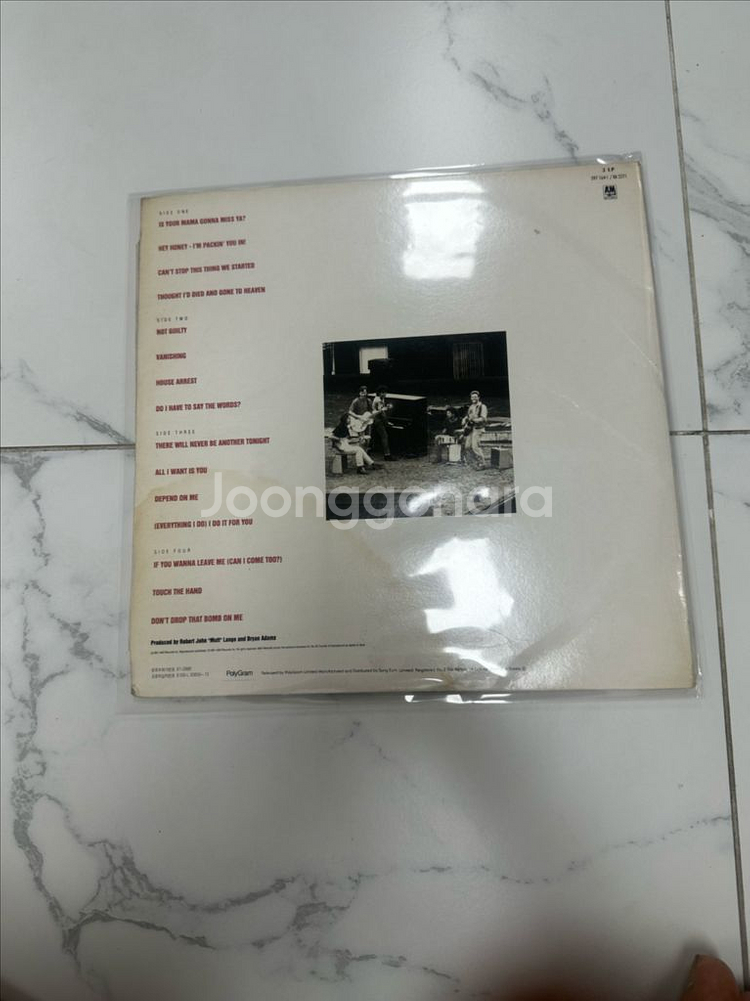 2 LP
SIDE ONE
IS YOUR MAMA GONNA MISS YA?
HEY HONEY - I'M PACKIN' YOU IN!
CAN'T STOP THIS THING WE STARTED
THOUGHT I'D DIED AND GONE TO HEAVEN
SIDE TWO
NOT GUILTY
VANISHING
HOUSE ARREST
DO I HAVE TO SAY THE WORDS?
SIDE THREE
THERE WILL NEVER BE ANOTHER TONIGHT
ALL I WANT IS YOU
DEPEND ON ME
(EVERYTHING I DO) I DO IT FOR YOU
SIDE FOUR
IF YOU WANNA LEAVE ME (CAN I COME TOO?)
TOUCH THE HAND
DON'T DROP THAT BOMB ON ME
Produced by Robert John "Mutt" Lange and Bryan Adams
PolyGram
Joonggonara